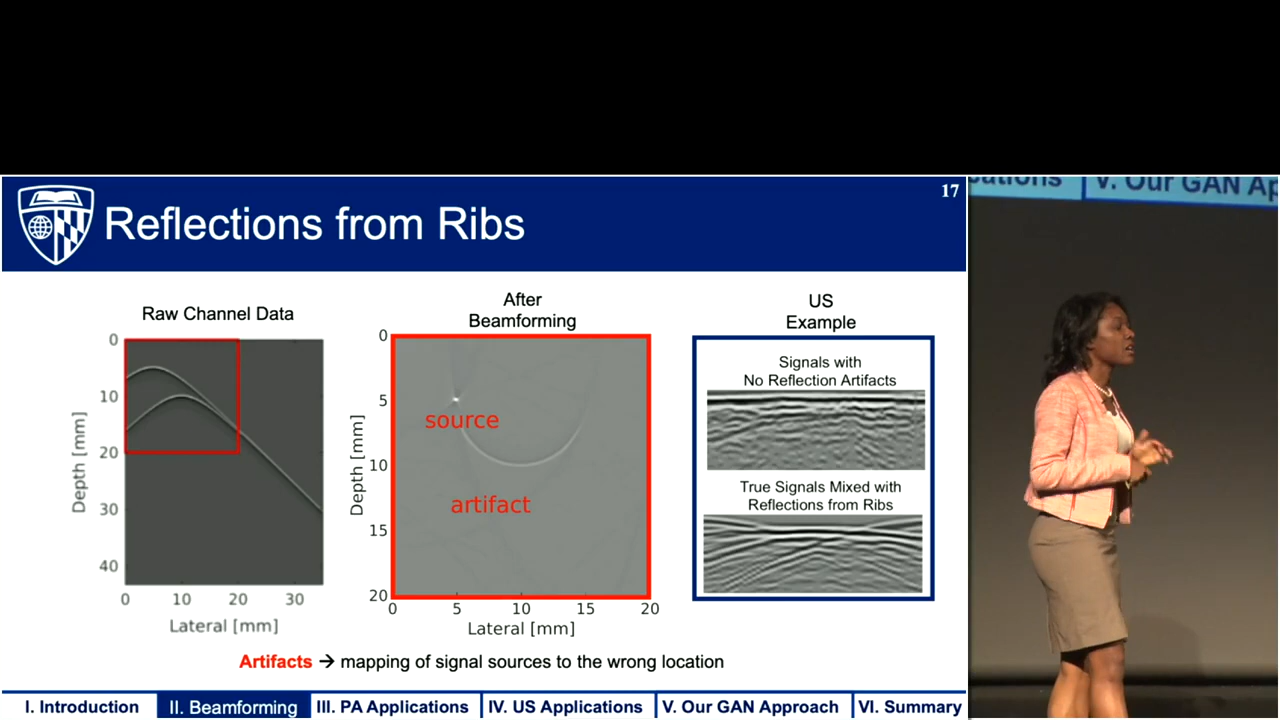 17
Reflections from Ribs
Raw Channel Data
0
10
20
30
40
Depth [mm]
0 10 20 30
Lateral [mm]
After
Beamforming
0
5
10
15
20
Depth [mm]
source
artifact
0 5 10 15 20
Lateral [mm]
US
Example
Signals with
No Reflection Artifacts
True Signals Mixed with
Reflections from Ribs
Artifacts → mapping of signal sources to the wrong location
I. Introduction II. Beamforming III. PA Applications IV. US Applications V. Our GAN Approach VI. Summary
V. Our GAN Ap